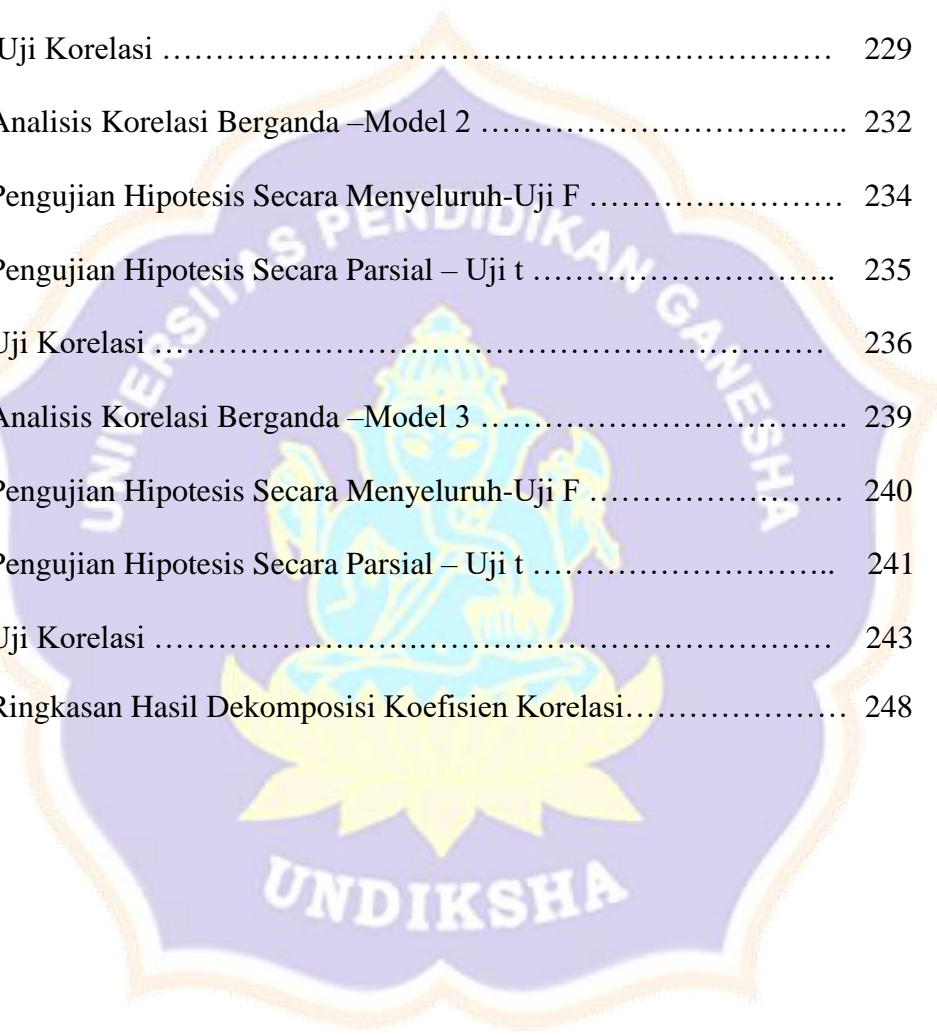 Uji Korelasi ……………………………………………………… 229
Analisis Korelasi Berganda –Model 2 …………………………….. 232
Pengujian Hipotesis Secara Menyeluruh-Uji F …………………… 234
Pengujian Hipotesis Secara Parsial – Uji t ……………………….. 235
Uji Korelasi …………………………………………………… 236
Analisis Korelasi Berganda –Model 3 …………………………….. 239
Pengujian Hipotesis Secara Menyeluruh-Uji F …………………… 240
Pengujian Hipotesis Secara Parsial – Uji t ……………………….. 241
Uji Korelasi …………………….……………………………… 243
Ringkasan Hasil Dekomposisi Koefisien Korelasi………………… 248
UNIVERSITAS PENDIDIKAN GANESHA
UNDIKSHA